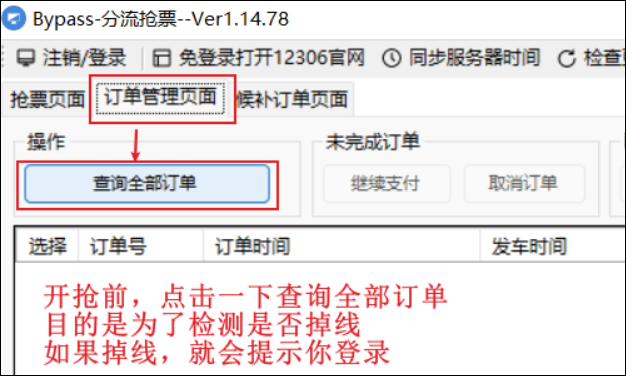 Bypass-分流抢票--Ver1.14.78
注销/登录 免登录打开12306官网 同步服务器时间 检查
抢票页面 订单管理页面 候补订单页面
操作 未完成订单
查询全部订单 继续支付 取消订单
选择 订单号 订单时间 发车时间
开抢前，点击一下查询全部订单
目的是为了检测是否掉线
如果掉线，就会提示你登录